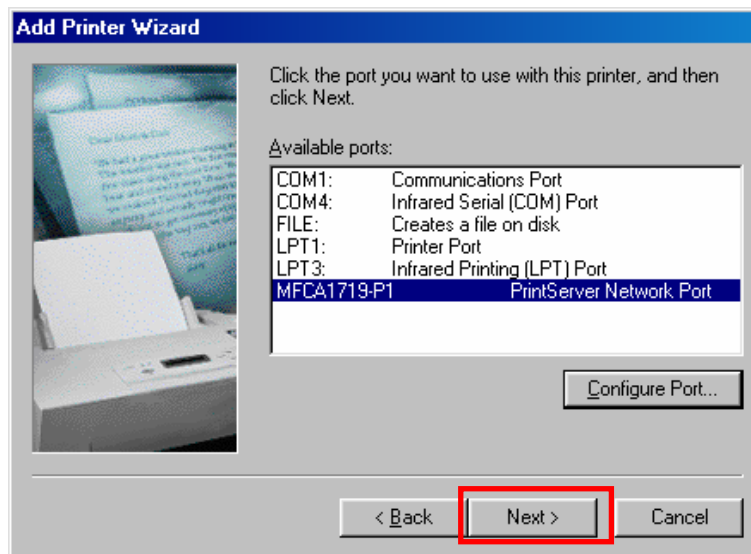 Add Printer Wizard
Click the port you want to use with this printer, and then
click Next.
Available ports:
COM1: Communications Port
COM4: Infrared Serial (COM) Port
FILE: Creates a file on disk
LPT1: Printer Port
LPT3: Infrared Printing (LPT) Port
MFCA1719-P1 PrintServer Network Port
Configure Port...
< Back Next > Cancel